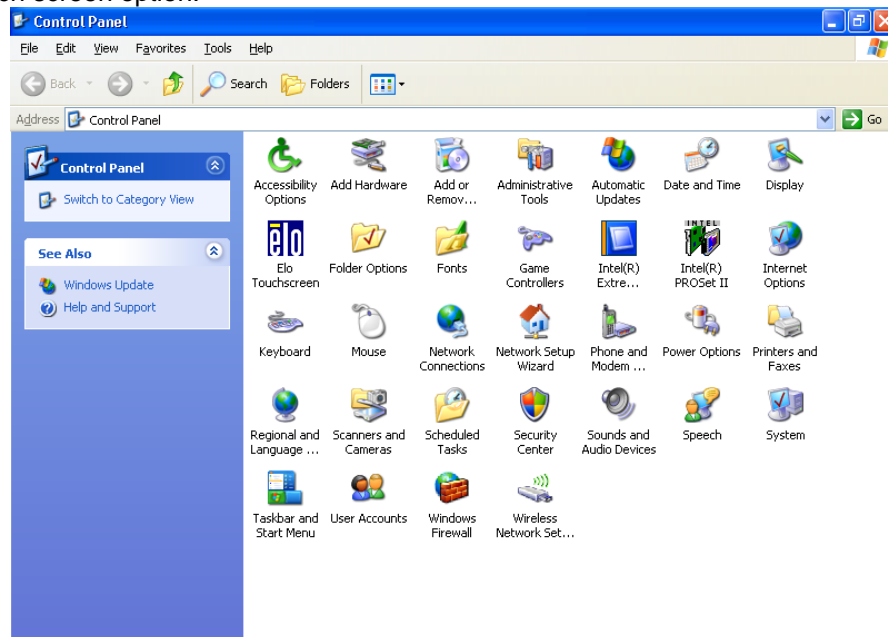 screen option.
Control Panel
File Edit View Favorites Tools Help
Back Search Folders
Address Control Panel Go
Control Panel
Switch to Category View
See Also
Windows Update
Help and Support
Accessibility Options
Add Hardware
Add or Remov...
Administrative Tools
Automatic Updates
Date and Time
Display
elo
Elo Touchscreen
Folder Options
Fonts
Game Controllers
Intel(R) Extre...
INTEL
Intel(R) PROSet II
Internet Options
Keyboard
Mouse
Network Connections
Network Setup Wizard
Phone and Modem ...
Power Options
Printers and Faxes
Regional and Language ...
Scanners and Cameras
Scheduled Tasks
Security Center
Sounds and Audio Devices
Speech
System
Taskbar and Start Menu
User Accounts
Windows Firewall
Wireless Network Set...